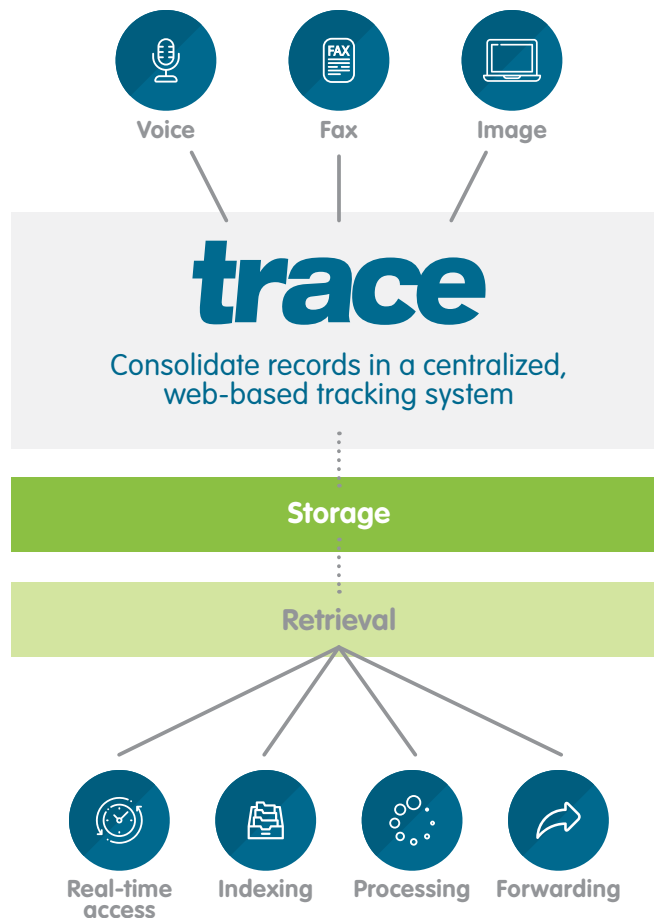 FAX
Voice
Fax
Image
trace
Consolidate records in a centralized,
web-based tracking system
Storage
Retrieval
Real-time
access
Indexing
Processing
Forwarding